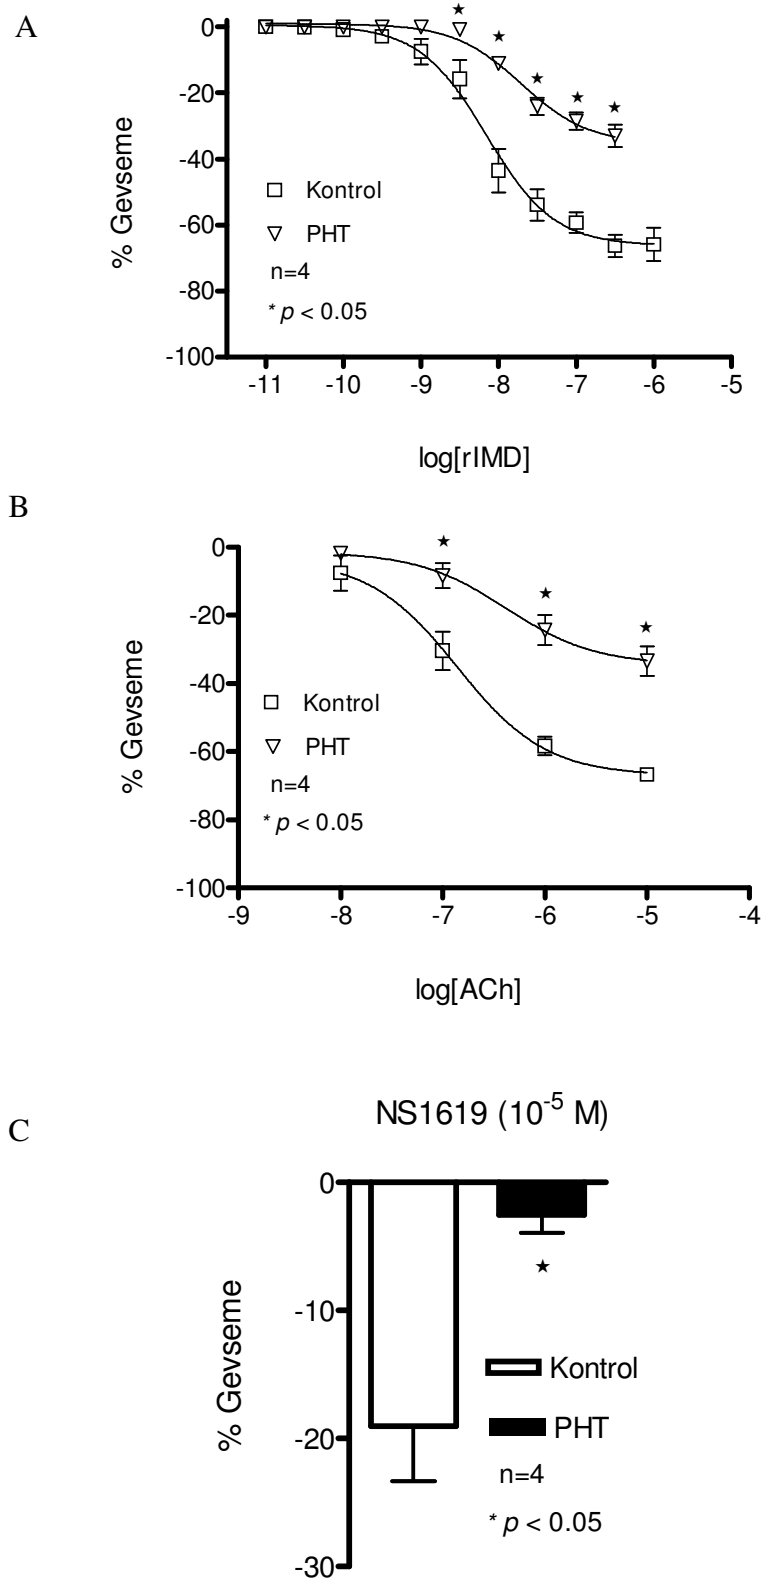 A
0
-20
-40
-60
-80
-100
% Gevseme
Kontrol
PHT
n=4
* p < 0.05
-11 -10 -9 -8 -7 -6 -5
log[rIMD]
B
0
-20
-40
-60
-80
-100
% Gevseme
Kontrol
PHT
n=4
* p < 0.05
-9 -8 -7 -6 -5 -4
log[ACh]
C
NS1619 (10⁻⁵ M)
0
-10
-20
-30
% Gevseme
Kontrol
PHT
n=4
* p < 0.05